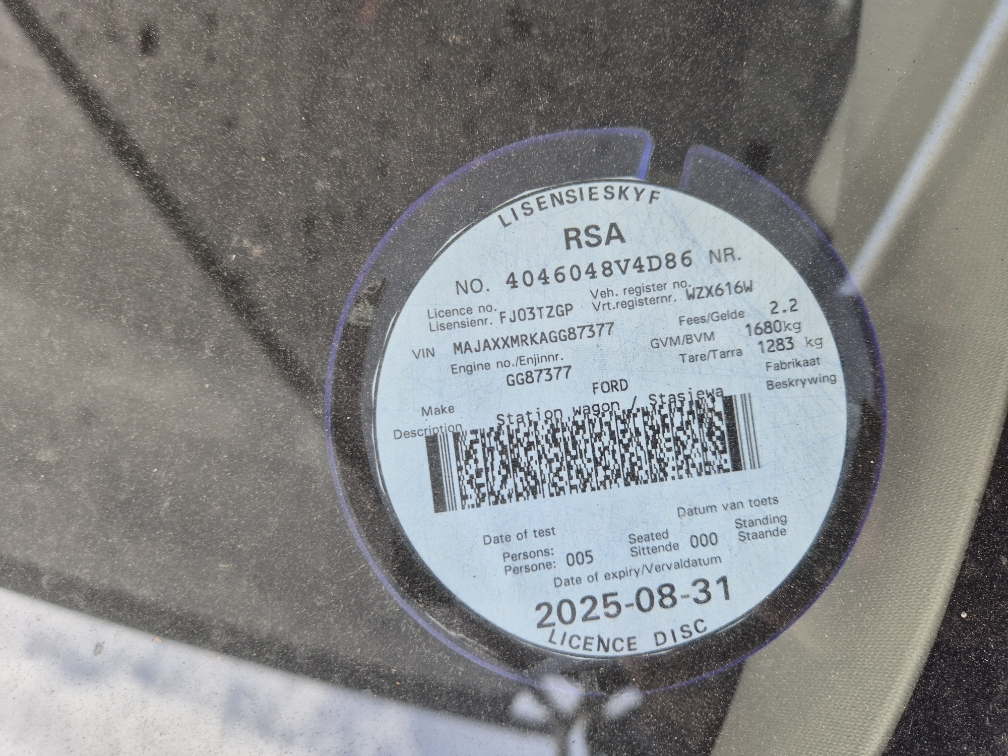 LISENSIESKYF
RSA
NO. 4046048V4D86 NR.
Licence no. Lisensienr. FJ03TZGP Veh. register no. Vrt.registernr. WZX616W
VIN MAJAXXMRKAGG87377 Fees/Gelde 2.2
Engine no./Enjinnr. GG87377 GVM/BVM 1680kg
Tare/Tarra 1283 kg
Make FORD Fabrikaat
Description Station wagon / Stasiewa Beskrywing
Date of test Datum van toets
Persons: Persone: 005 Seated Sittende 000 Standing Staande
Date of expiry/Vervaldatum
2025-08-31
LICENCE DISC